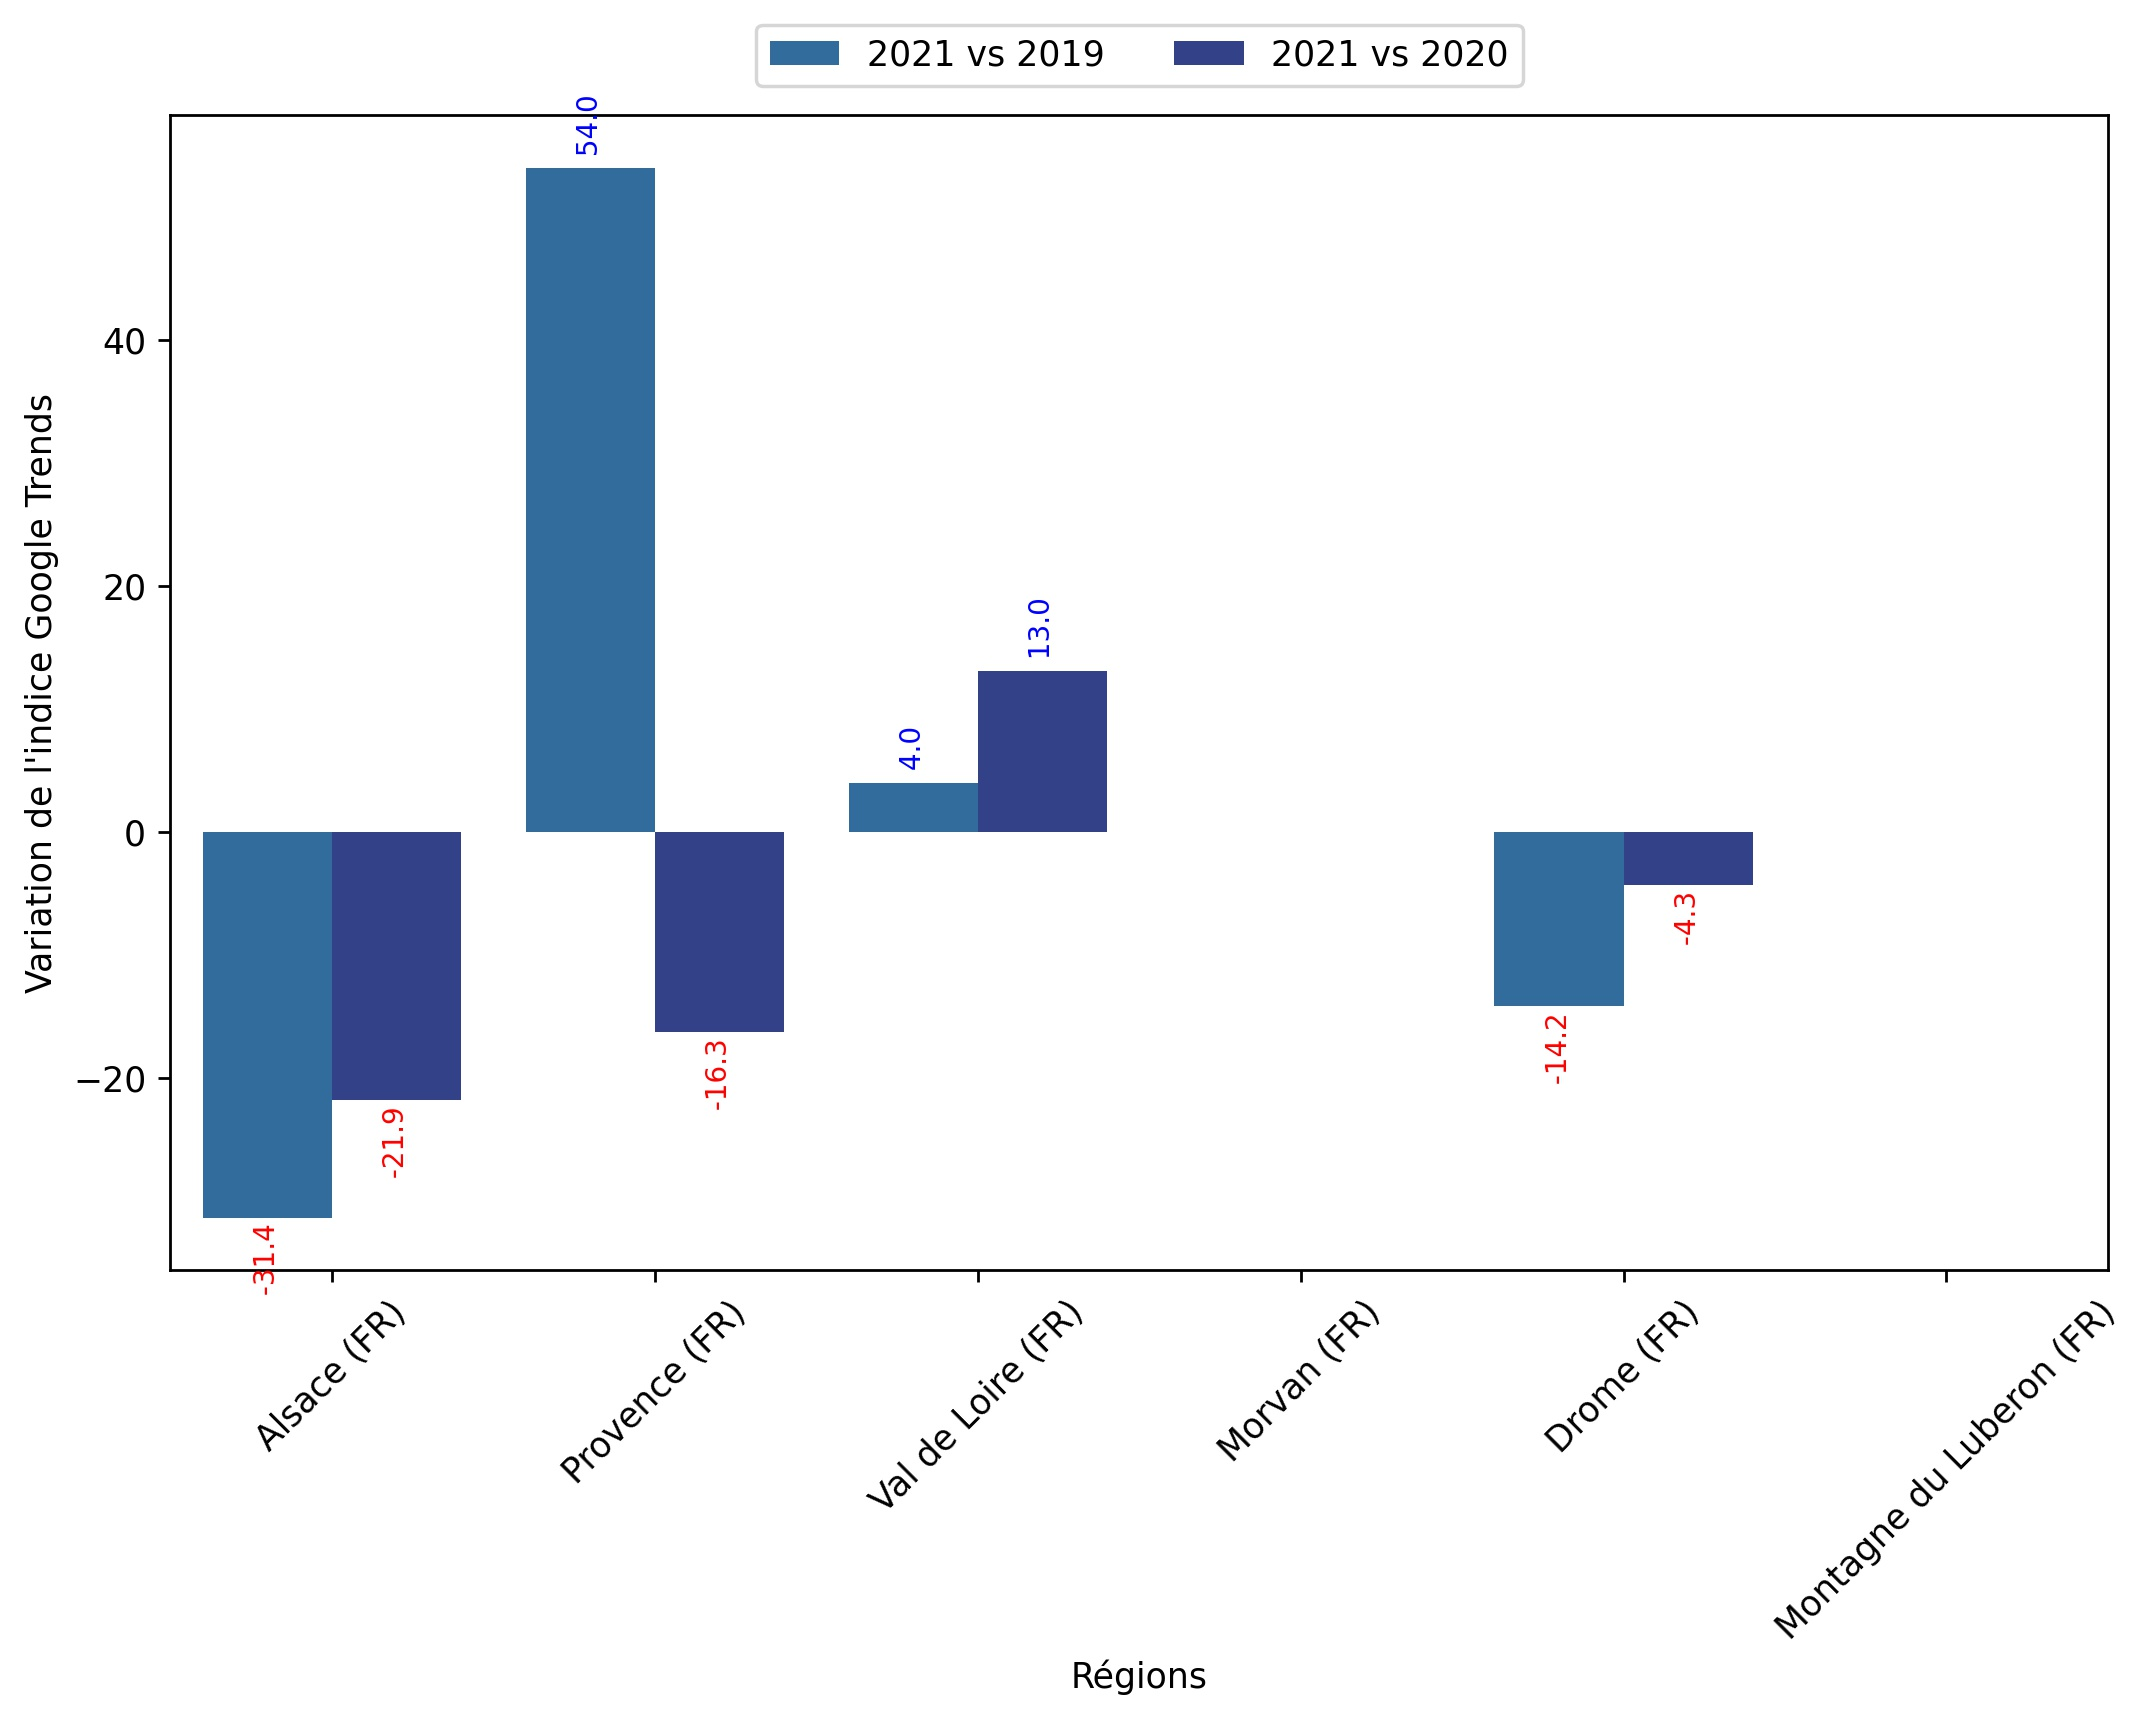 2021 vs 2019
2021 vs 2020
Variation de l'indice Google Trends
40
20
0
−20
-31.4
-21.9
54.0
-16.3
4.0
13.0
-14.2
-4.3
Alsace (FR)
Provence (FR)
Val de Loire (FR)
Morvan (FR)
Drome (FR)
Montagne du Luberon (FR)
Régions